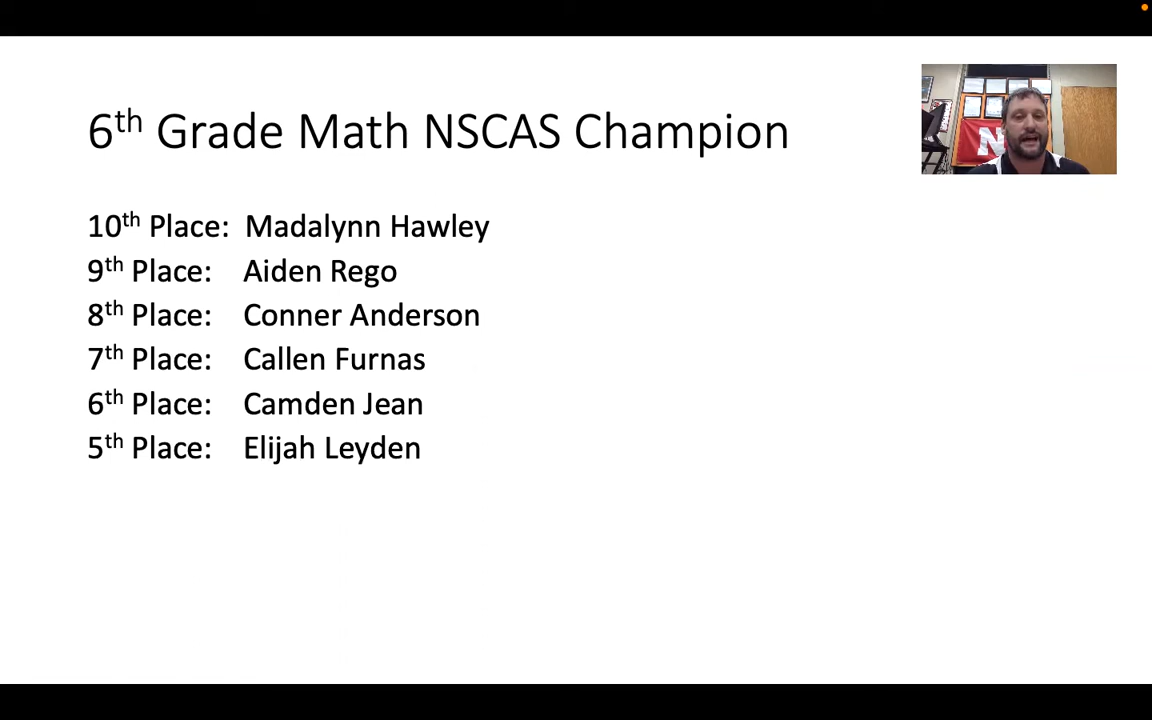 6th Grade Math NSCAS Champion
N
10th Place: Madalynn Hawley
9th Place: Aiden Rego
8th Place: Conner Anderson
7th Place: Callen Furnas
6th Place: Camden Jean
5th Place: Elijah Leyden